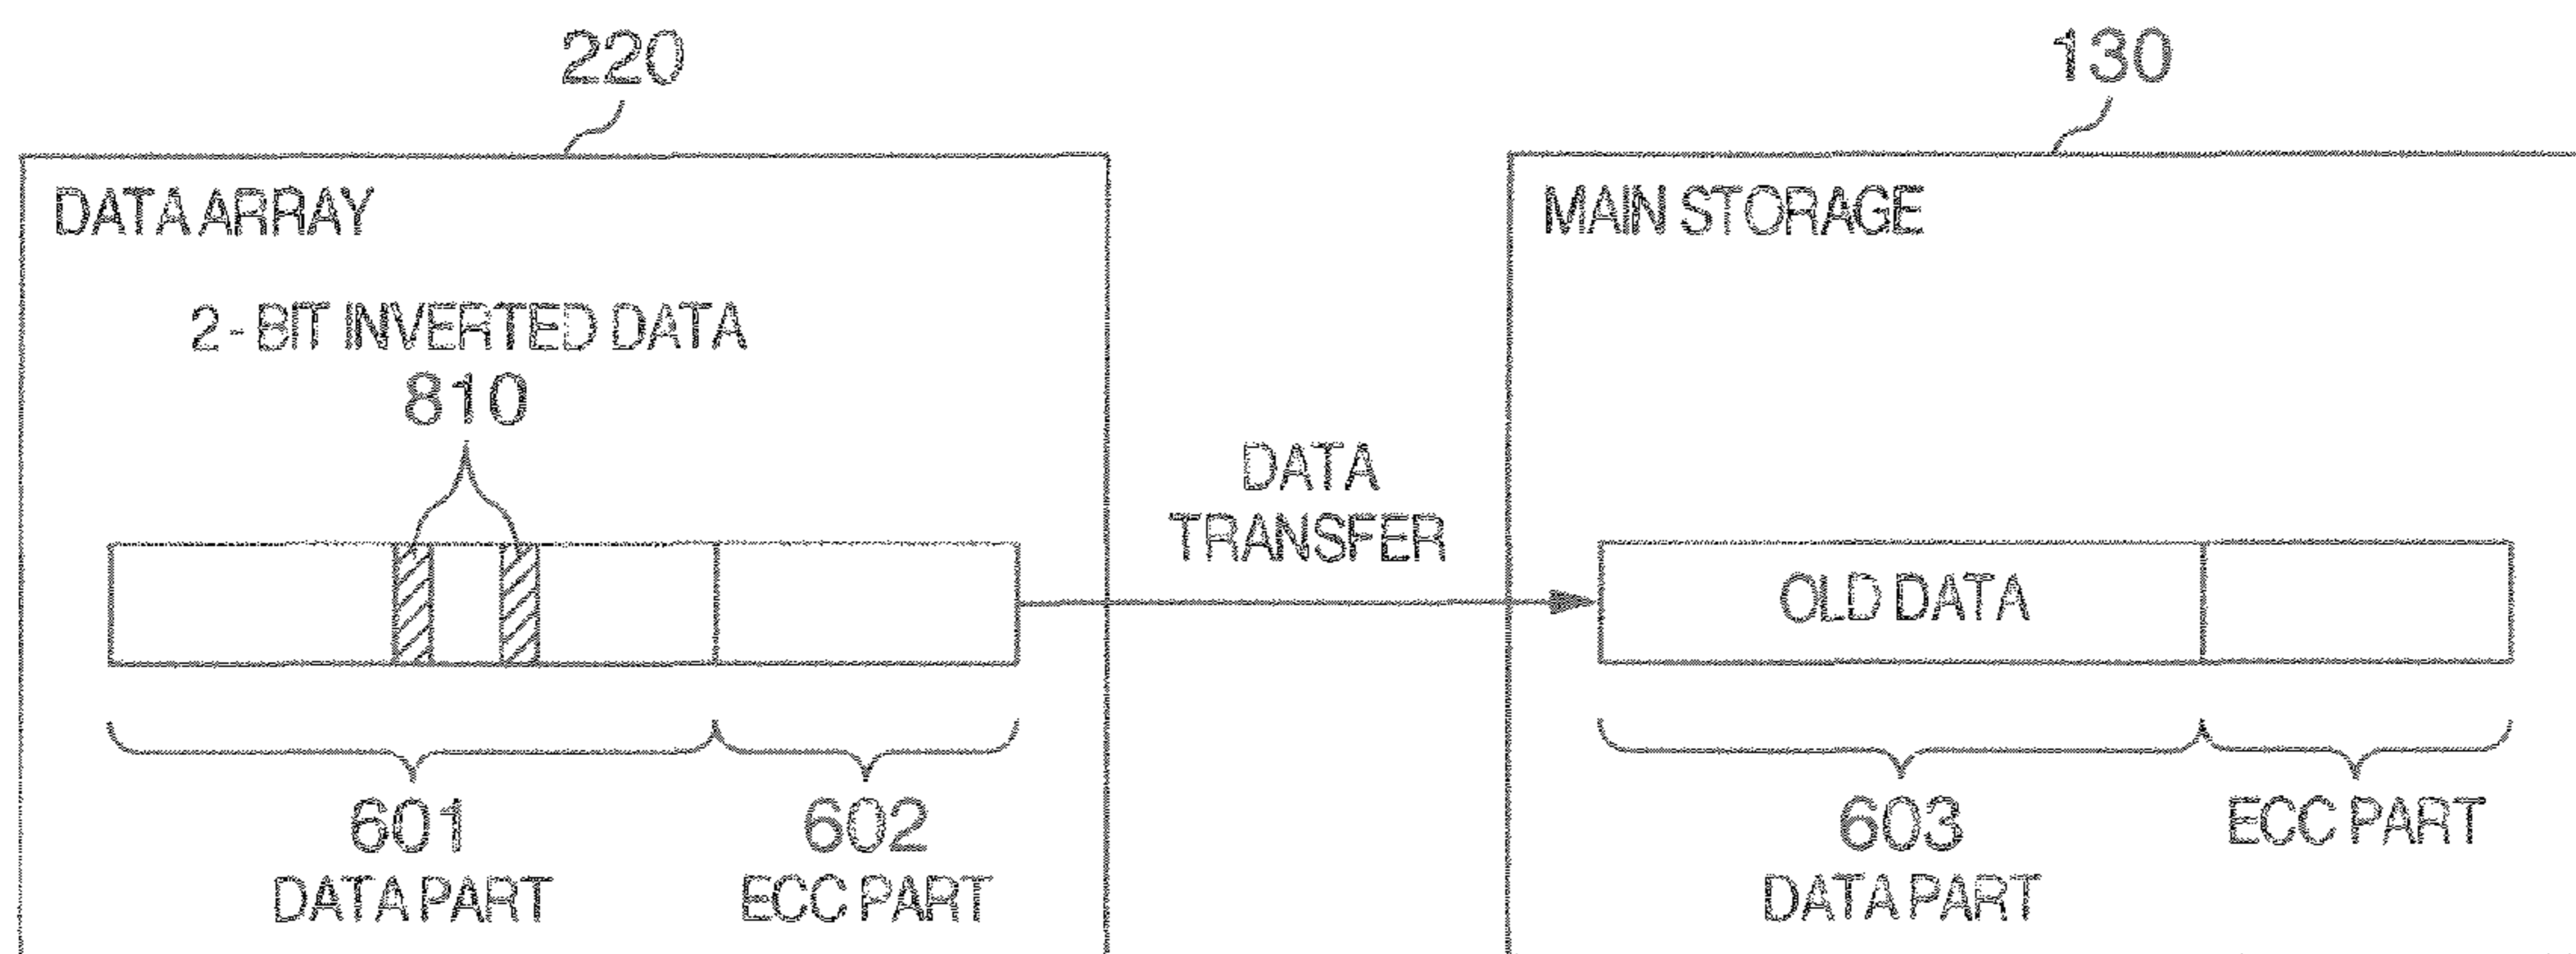 220
130
DATA ARRAY
MAIN STORAGE
2 - BIT INVERTED DATA
810
DATA
TRANSFER
OLD DATA
601
DATA PART
602
ECC PART
603
DATA PART
ECC PART